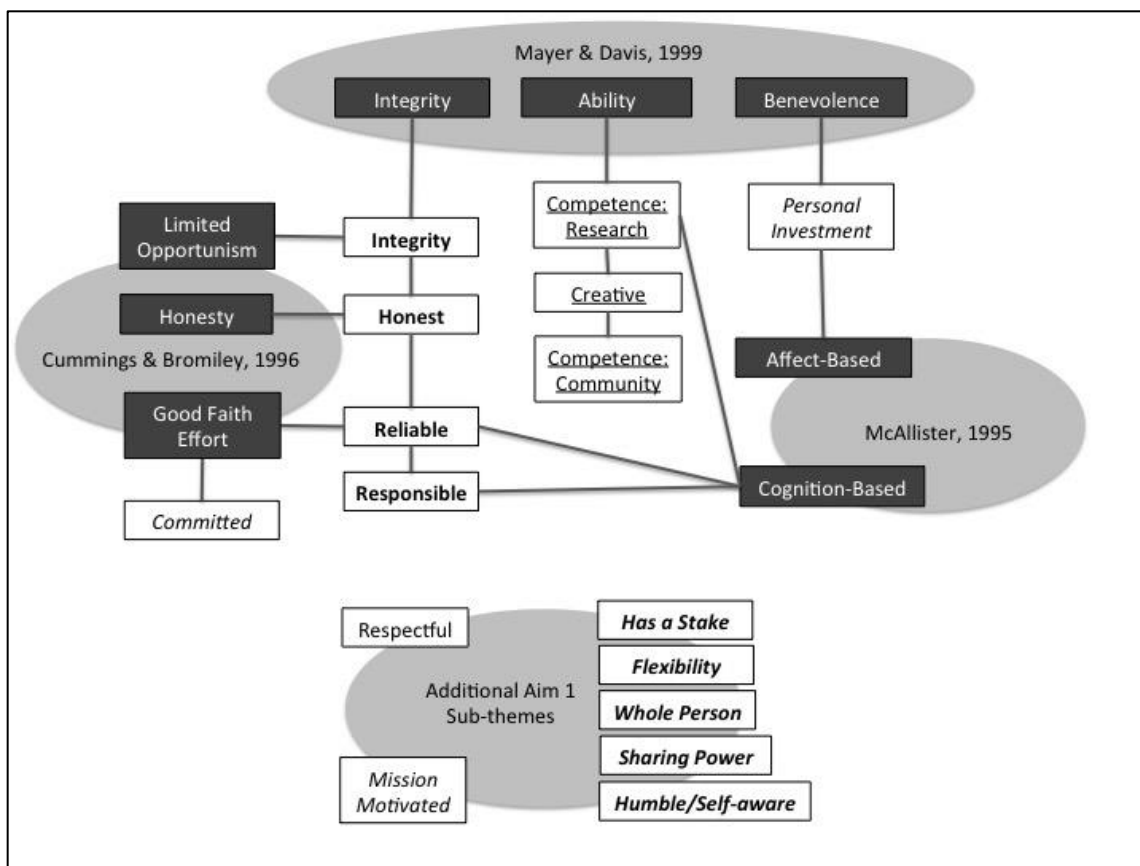 Mayer & Davis, 1999
Integrity
Ability
Benevolence
Limited
Opportunism
Integrity
Competence:
Research
Personal
Investment
Honesty
Honest
Creative
Cummings & Bromiley, 1996
Competence:
Community
Affect-Based
Good Faith
Effort
Reliable
McAllister, 1995
Responsible
Cognition-Based
Committed
Respectful
Has a Stake
Flexibility
Additional Aim 1
Sub-themes
Whole Person
Sharing Power
Mission
Motivated
Humble/Self-aware